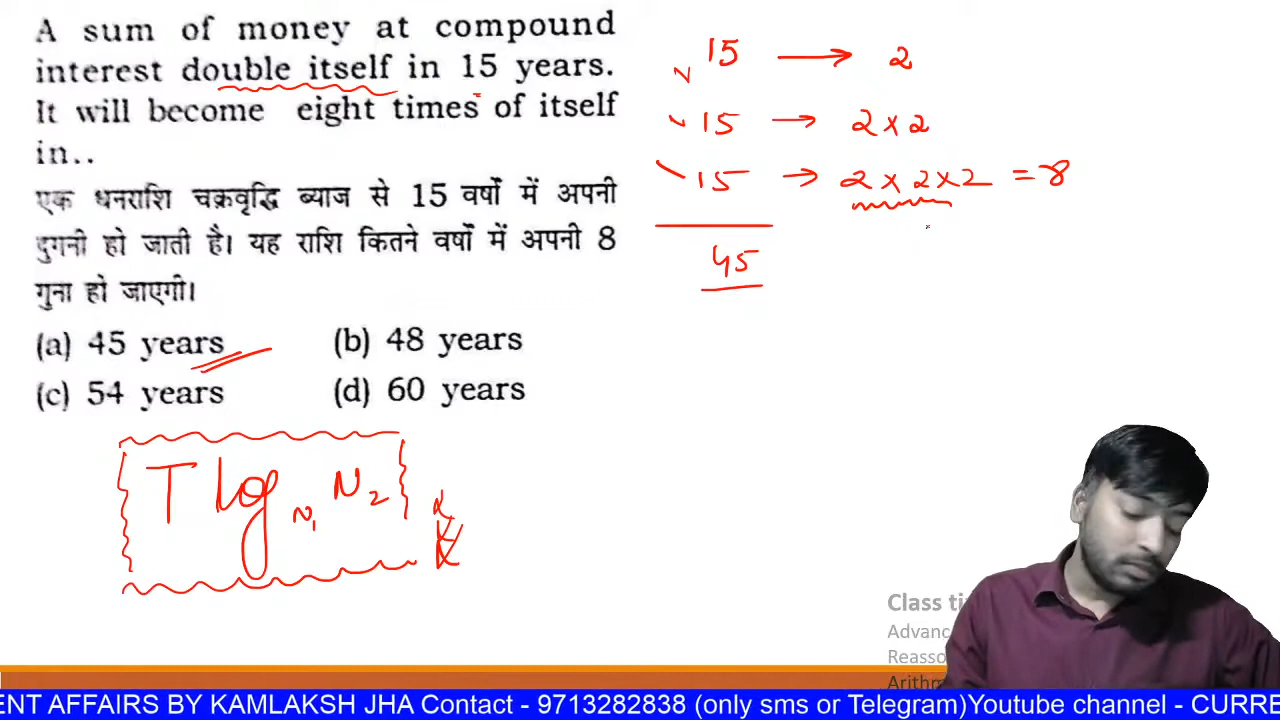 A sum of money at compound
interest double itself in 15 years.
It will become eight times of itself
in..
एक धनराशि चक्रवृद्धि ब्याज से 15 वर्षों में अपनी
दुगनी हो जाती है। यह राशि कितने वर्षों में अपनी 8
गुना हो जाएगी।
(a) 45 years (b) 48 years
(c) 54 years (d) 60 years
T log N₁ N₂
15 → 2
15 → 2 × 2
15 → 2 × 2 × 2 = 8
45
Class ti
Advanc
Reaso
Arithm
ENT AFFAIRS BY KAMLAKSH JHA Contact - 9713282838 (only sms or Telegram)Youtube channel - CURRE